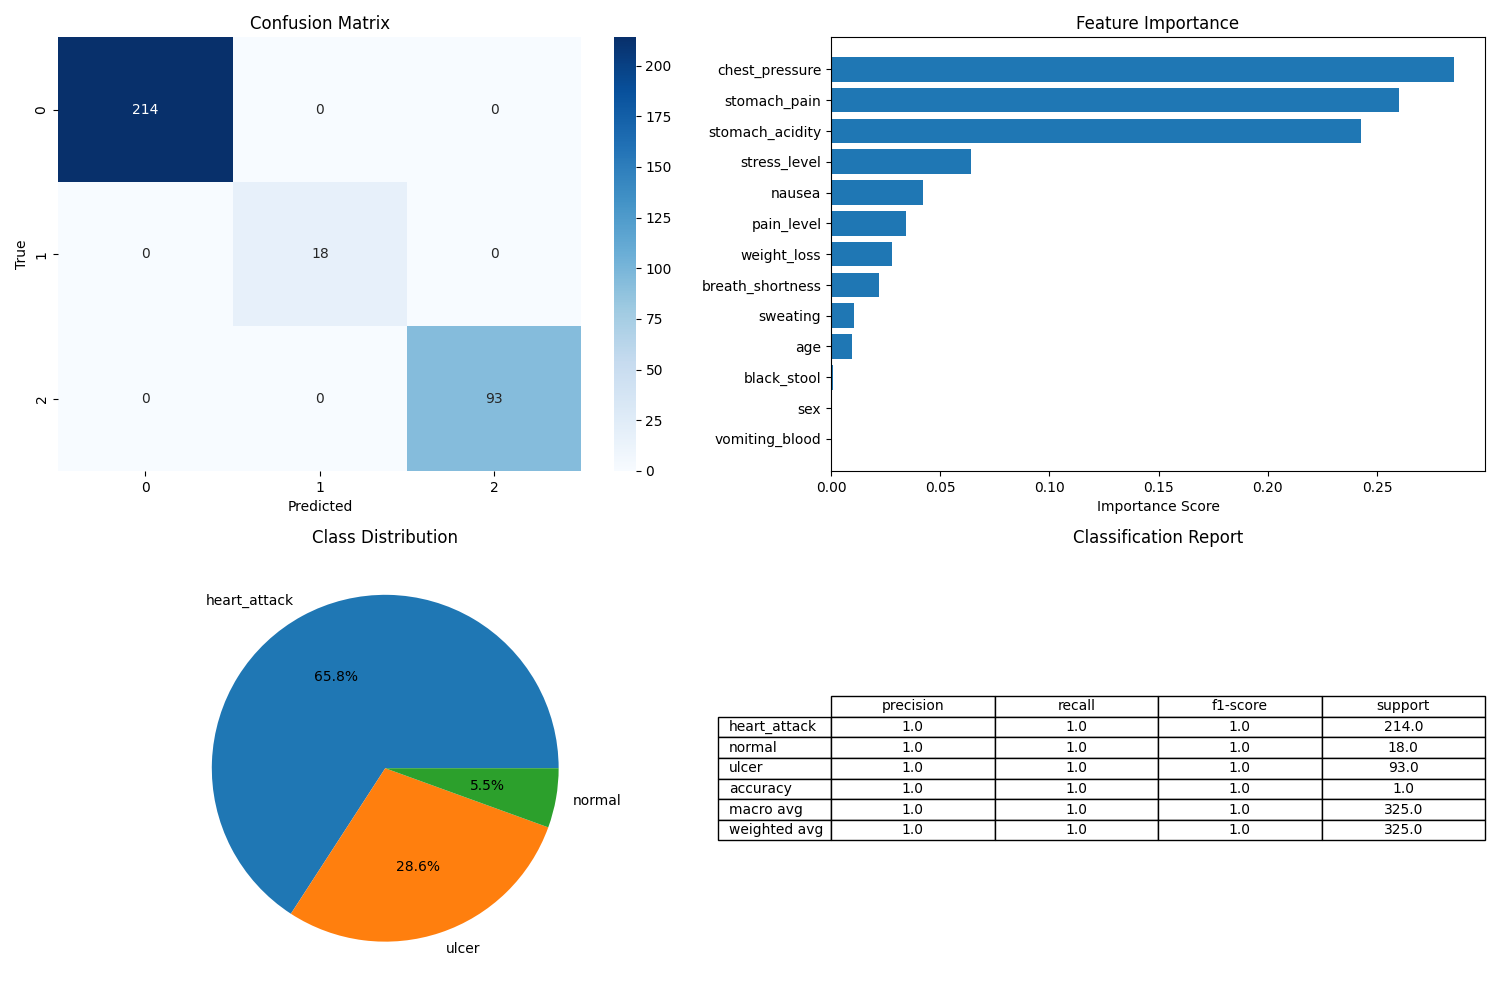 Confusion Matrix
214 0 0
0 18 0
0 0 93
0
1
2
True
0 1 2
Predicted
200
175
150
125
100
75
50
25
0
Feature Importance
chest_pressure
stomach_pain
stomach_acidity
stress_level
nausea
pain_level
weight_loss
breath_shortness
sweating
age
black_stool
sex
vomiting_blood
0.00 0.05 0.10 0.15 0.20 0.25
Importance Score
Class Distribution
heart_attack
65.8%
5.5%
normal
28.6%
ulcer
Classification Report
precision recall f1-score support
heart_attack 1.0 1.0 1.0 214.0
normal 1.0 1.0 1.0 18.0
ulcer 1.0 1.0 1.0 93.0
accuracy 1.0 1.0 1.0 1.0
macro avg 1.0 1.0 1.0 325.0
weighted avg 1.0 1.0 1.0 325.0